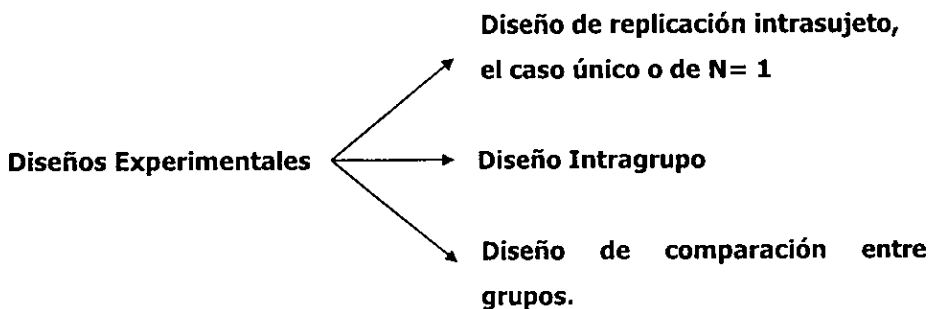 Diseño de replicación intrasujeto,
el caso único o de N= 1
Diseños Experimentales
Diseño Intragrupo
Diseño de comparación entre
grupos.